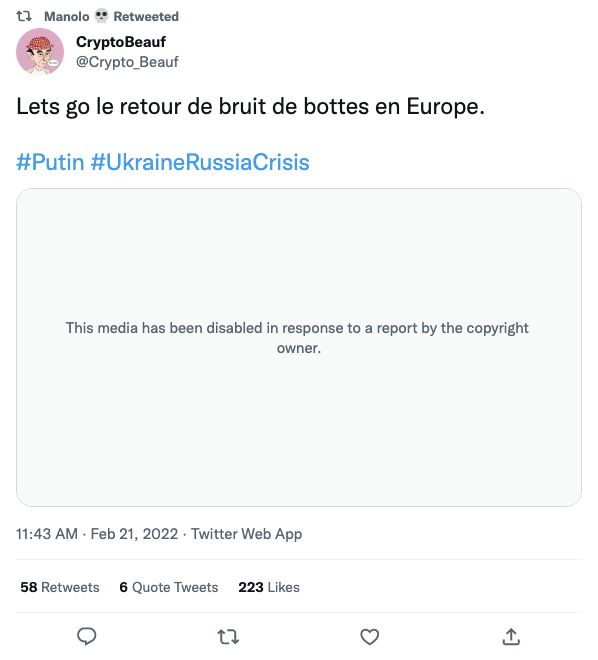 Manolo 💀 Retweeted
CryptoBeauf
@Crypto_Beauf
Lets go le retour de bruit de bottes en Europe.
#Putin #UkraineRussiaCrisis
This media has been disabled in response to a report by the copyright
owner.
11:43 AM · Feb 21, 2022 · Twitter Web App
58 Retweets 6 Quote Tweets 223 Likes